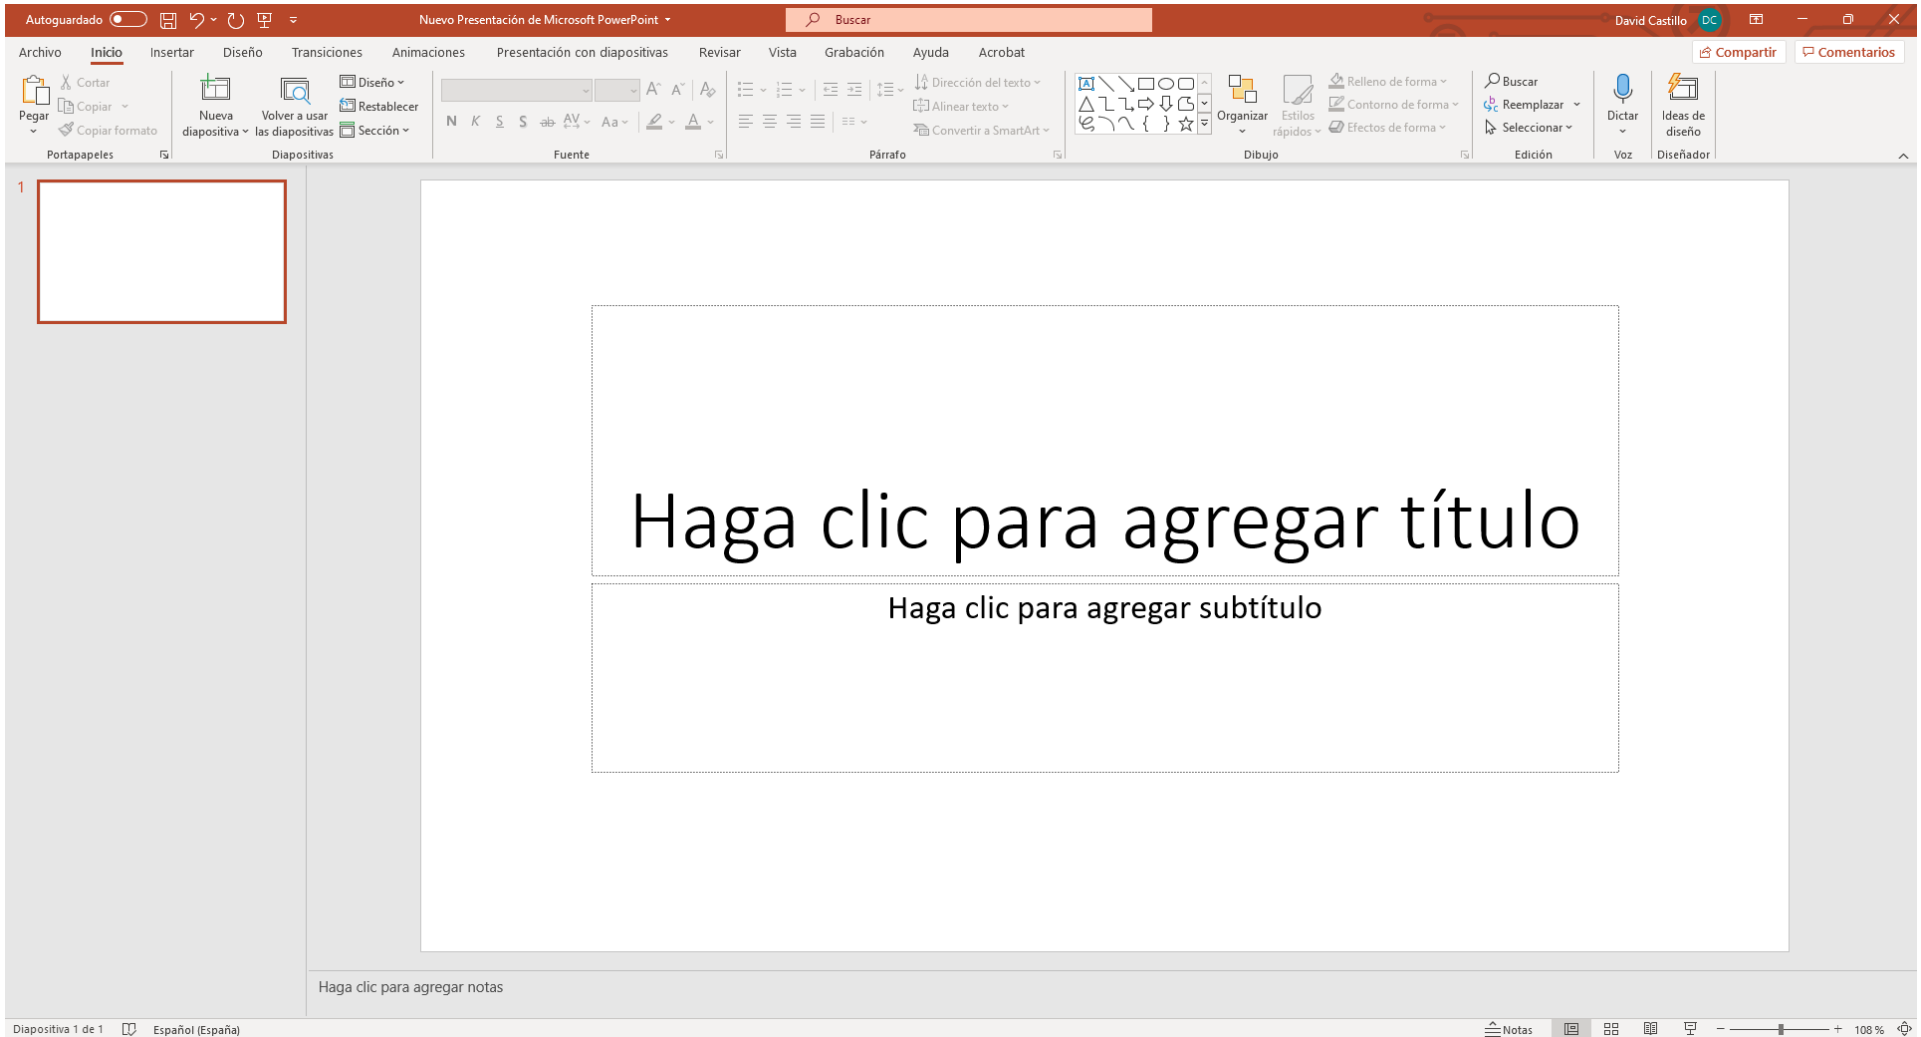 Autoguardado
Nuevo Presentación de Microsoft PowerPoint
Buscar
David Castillo DC
Archivo Inicio Insertar Diseño Transiciones Animaciones Presentación con diapositivas Revisar Vista Grabación Ayuda Acrobat
Compartir Comentarios
Pegar
Cortar
Copiar
Copiar formato
Portapapeles
Nueva diapositiva
Volver a usar las diapositivas
Diseño
Restablecer
Sección
Diapositivas
N K S S ab AV Aa A
Fuente
Dirección del texto
Alinear texto
Convertir a SmartArt
Párrafo
Organizar
Estilos rápidos
Relleno de forma
Contorno de forma
Efectos de forma
Dibujo
Buscar
Reemplazar
Seleccionar
Edición
Dictar
Voz
Ideas de diseño
Diseñador
1
Haga clic para agregar título
Haga clic para agregar subtítulo
Haga clic para agregar notas
Diapositiva 1 de 1 Español (España)
Notas 108 %